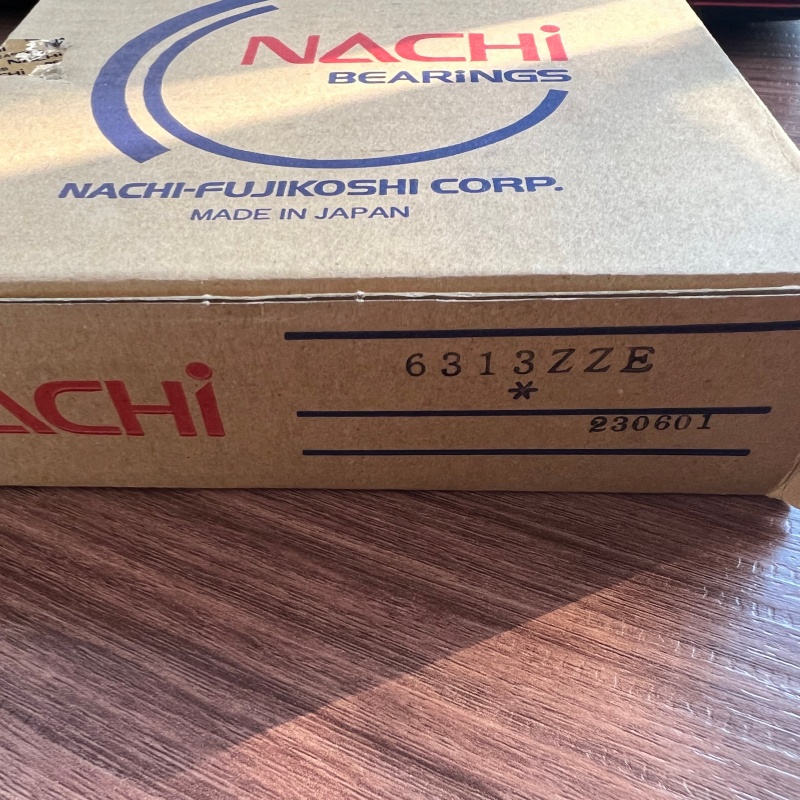 NACHi
BEARiNGS
NACHI-FUJIKOSHI CORP.
MADE IN JAPAN
ACHi
6313ZZE
*
230601